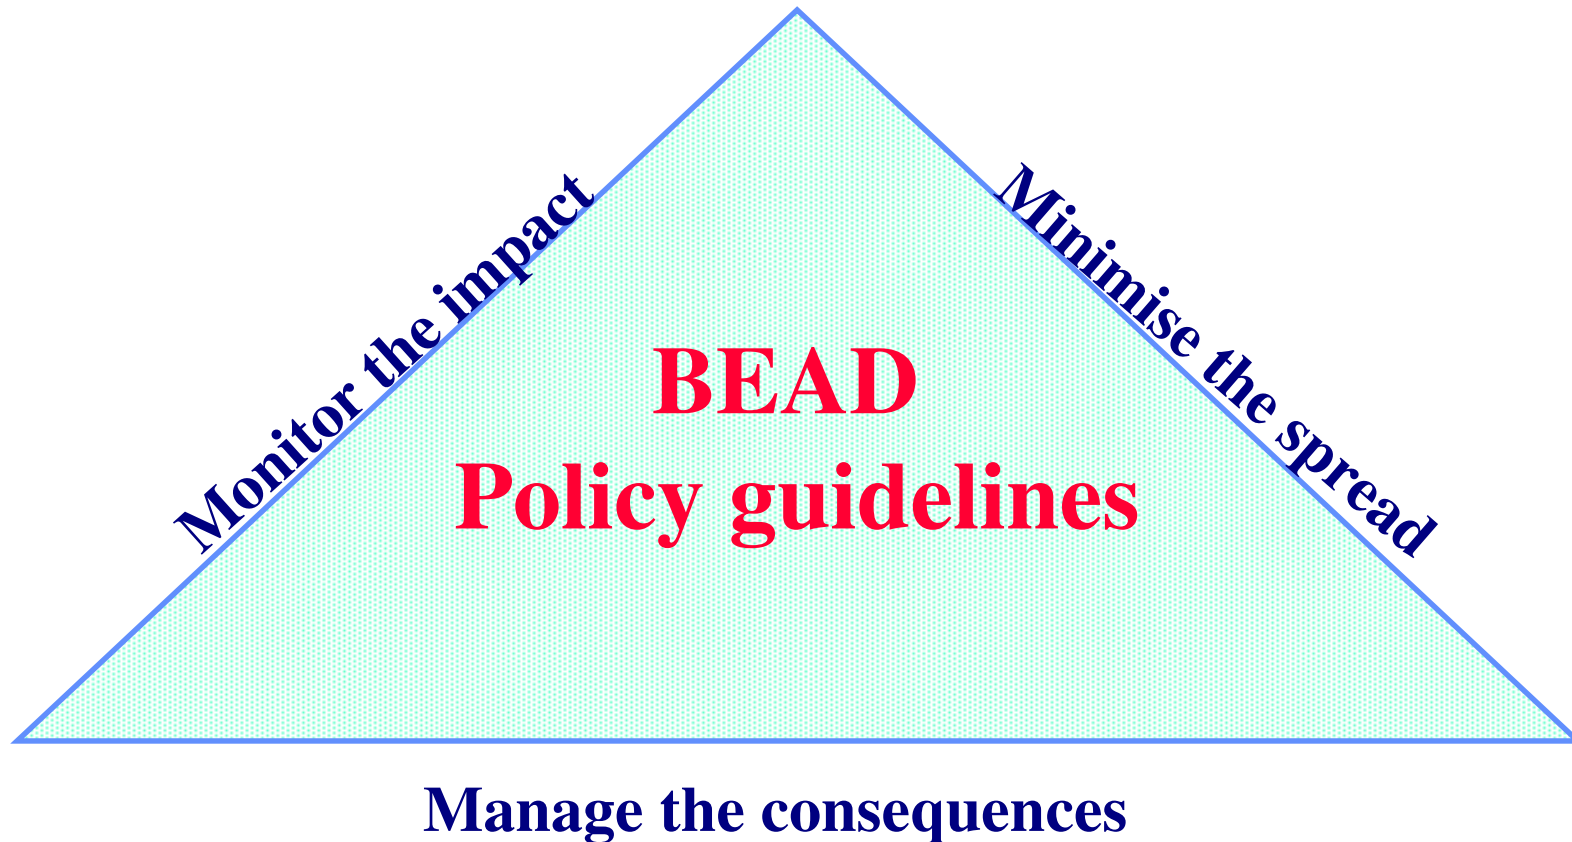 Monitor the impact
Minimise the spread
BEAD
Policy guidelines
Manage the consequences